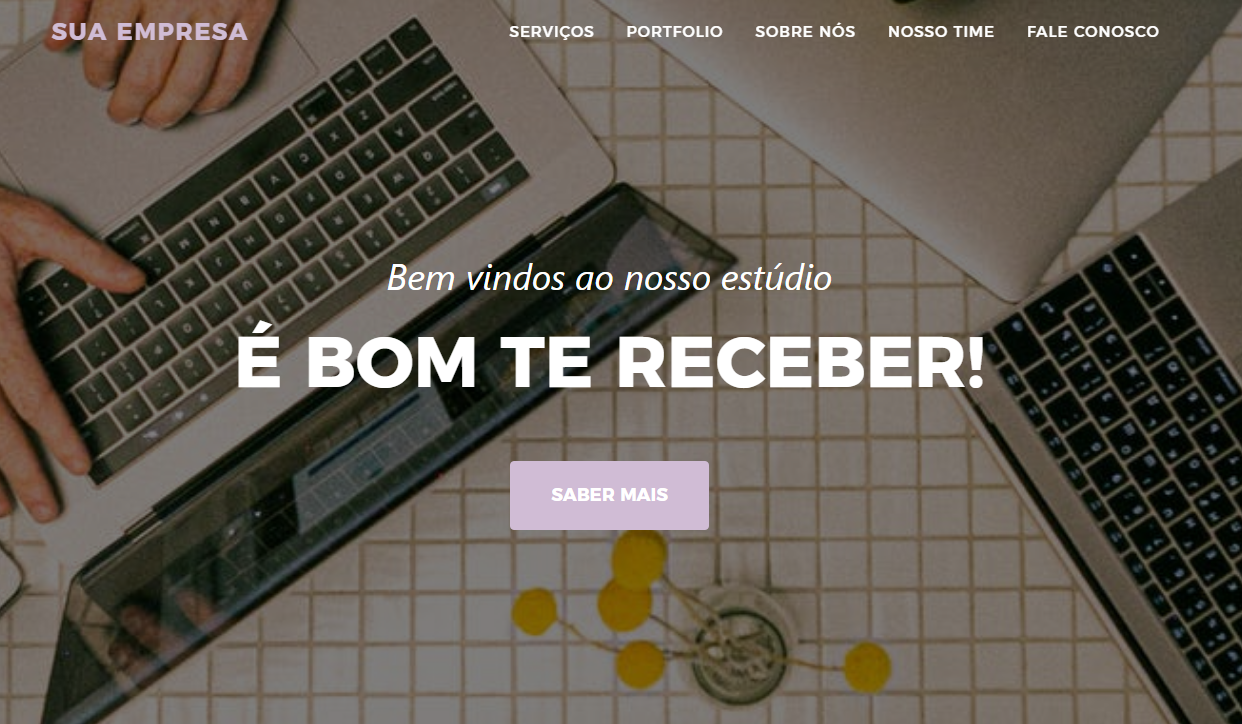 SUA EMPRESA
SERVIÇOS PORTFOLIO SOBRE NÓS NOSSO TIME FALE CONOSCO
Bem vindos ao nosso estúdio
É BOM TE RECEBER!
SABER MAIS